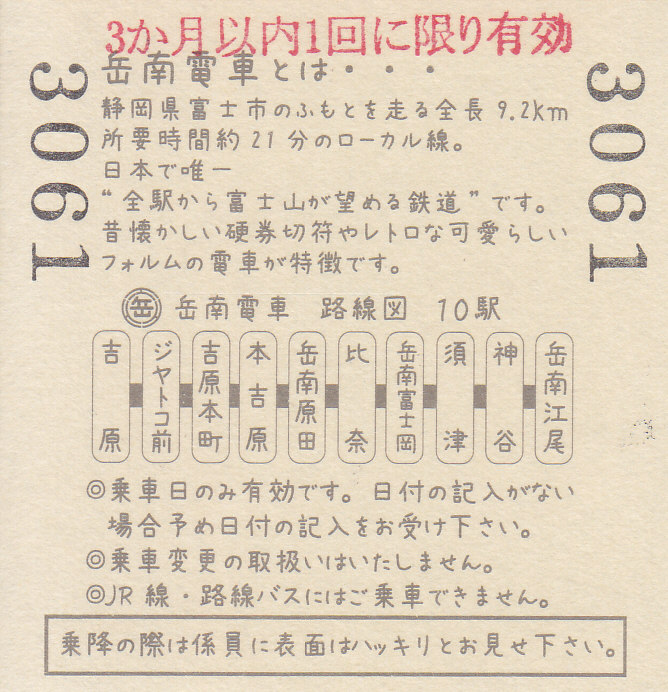 3か月以内1回に限り有効
3061
3061
岳南電車とは・・・
静岡県富士市のふもとを走る全長9.2Km
所要時間約21分のローカル線。
日本で唯一
“全駅から富士山が望める鉄道”です。
昔懐かしい硬券切符やレトロな可愛らしい
フォルムの電車が特徴です。
岳 岳南電車 路線図 10駅
吉原
ジヤトコ前
吉原本町
本吉原
岳南原田
比奈
岳南富士岡
須津
神谷
岳南江尾
◎乗車日のみ有効です。日付の記入がない
場合予め日付の記入をお受け下さい。
◎乗車変更の取扱いはいたしません。
◎JR線・路線バスにはご乗車できません。
乗降の際は係員に表面はハッキリとお見せ下さい。